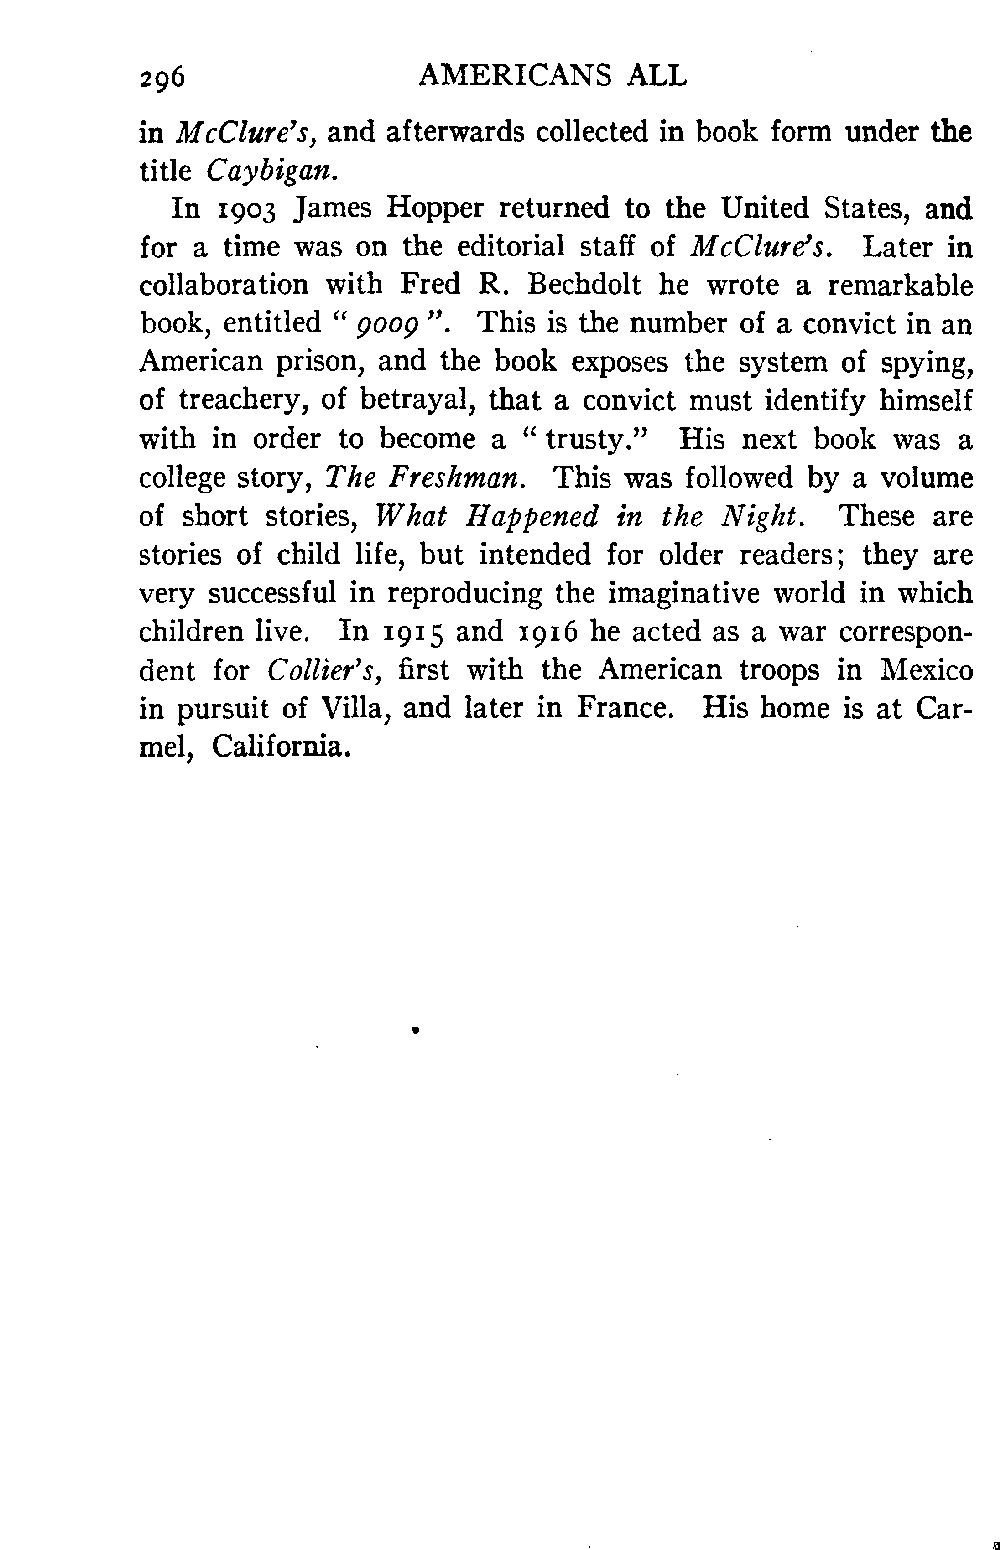 296 AMERICANS ALL
in McClure's, and afterwards collected in book form under the
title Caybigan.
In 1903 James Hopper returned to the United States, and
for a time was on the editorial staff of McClure's. Later in
collaboration with Fred R. Bechdolt he wrote a remarkable
book, entitled “ 9009 ”. This is the number of a convict in an
American prison, and the book exposes the system of spying,
of treachery, of betrayal, that a convict must identify himself
with in order to become a “ trusty.” His next book was a
college story, The Freshman. This was followed by a volume
of short stories, What Happened in the Night. These are
stories of child life, but intended for older readers; they are
very successful in reproducing the imaginative world in which
children live. In 1915 and 1916 he acted as a war correspon-
dent for Collier's, first with the American troops in Mexico
in pursuit of Villa, and later in France. His home is at Car-
mel, California.